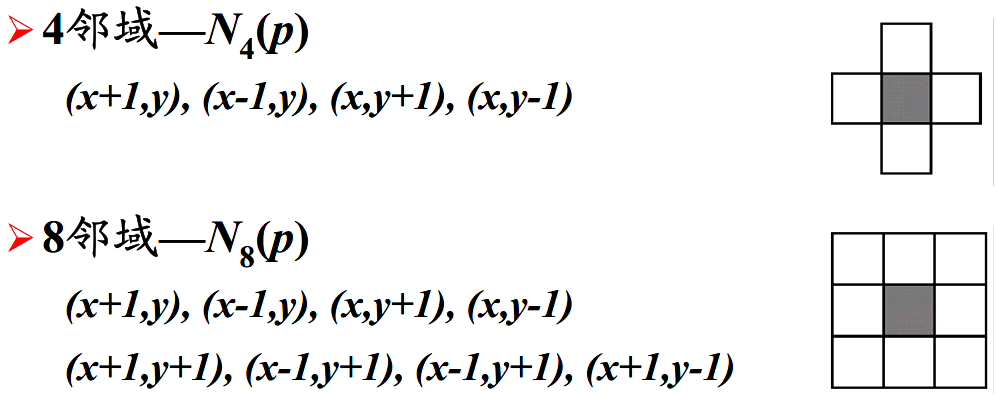 ➢4邻域—N₄(p)
(x+1,y), (x-1,y), (x,y+1), (x,y-1)
➢8邻域—N₈(p)
(x+1,y), (x-1,y), (x,y+1), (x,y-1)
(x+1,y+1), (x-1,y+1), (x-1,y+1), (x+1,y-1)